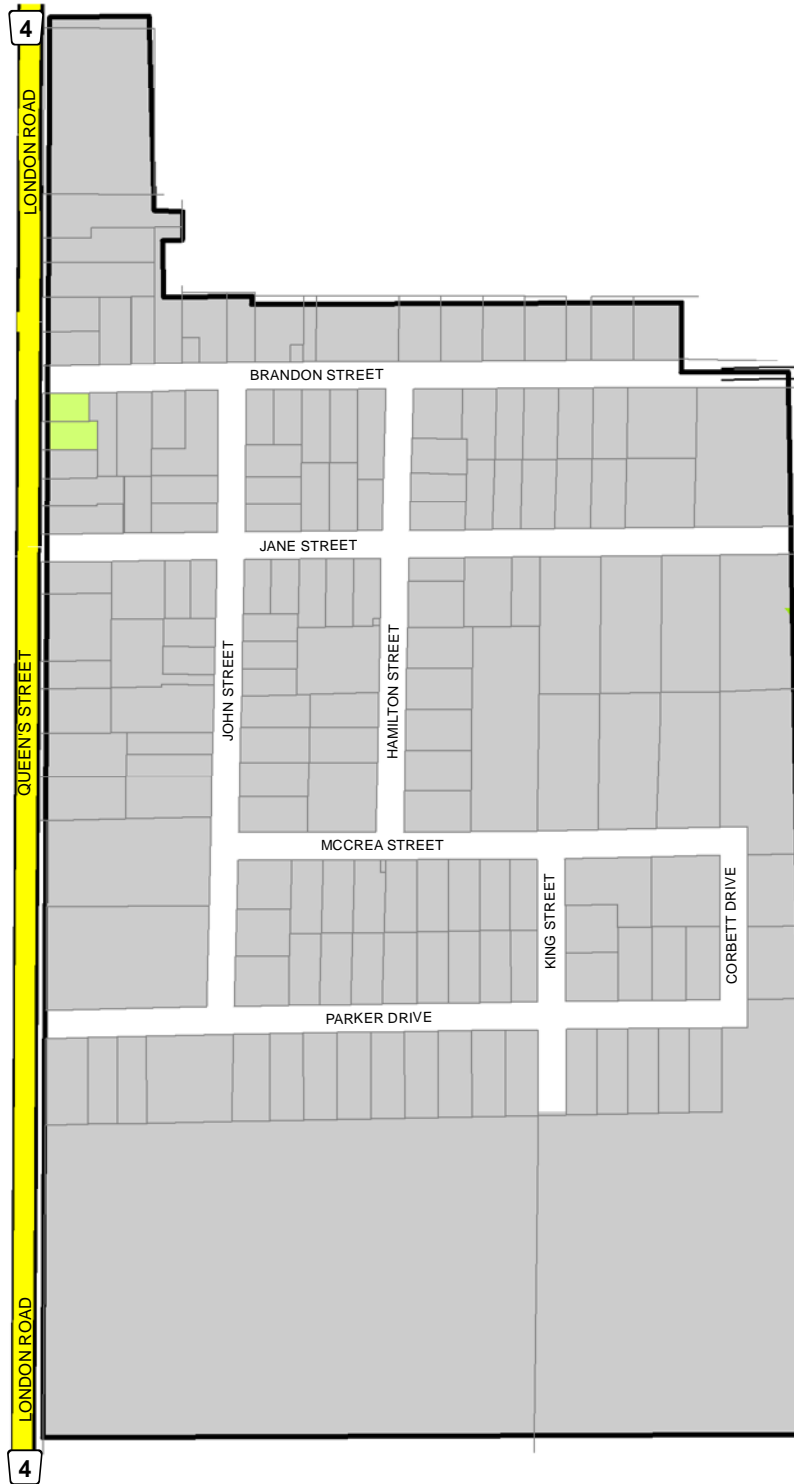 4
LONDON ROAD
BRANDON STREET
JANE STREET
QUEEN'S STREET
JOHN STREET
HAMILTON STREET
MCCREA STREET
KING STREET
CORBETT DRIVE
PARKER DRIVE
LONDON ROAD
4